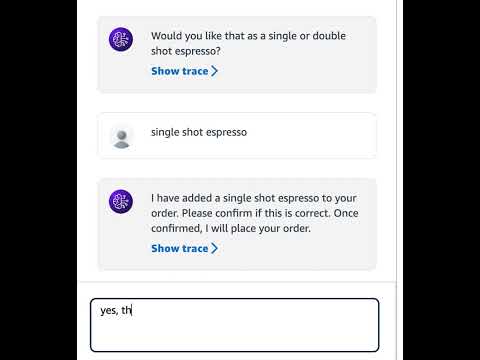 Would you like that as a single or double
shot espresso?
Show trace >
single shot espresso
I have added a single shot espresso to your
order. Please confirm if this is correct. Once
confirmed, I will place your order.
Show trace >
yes, th